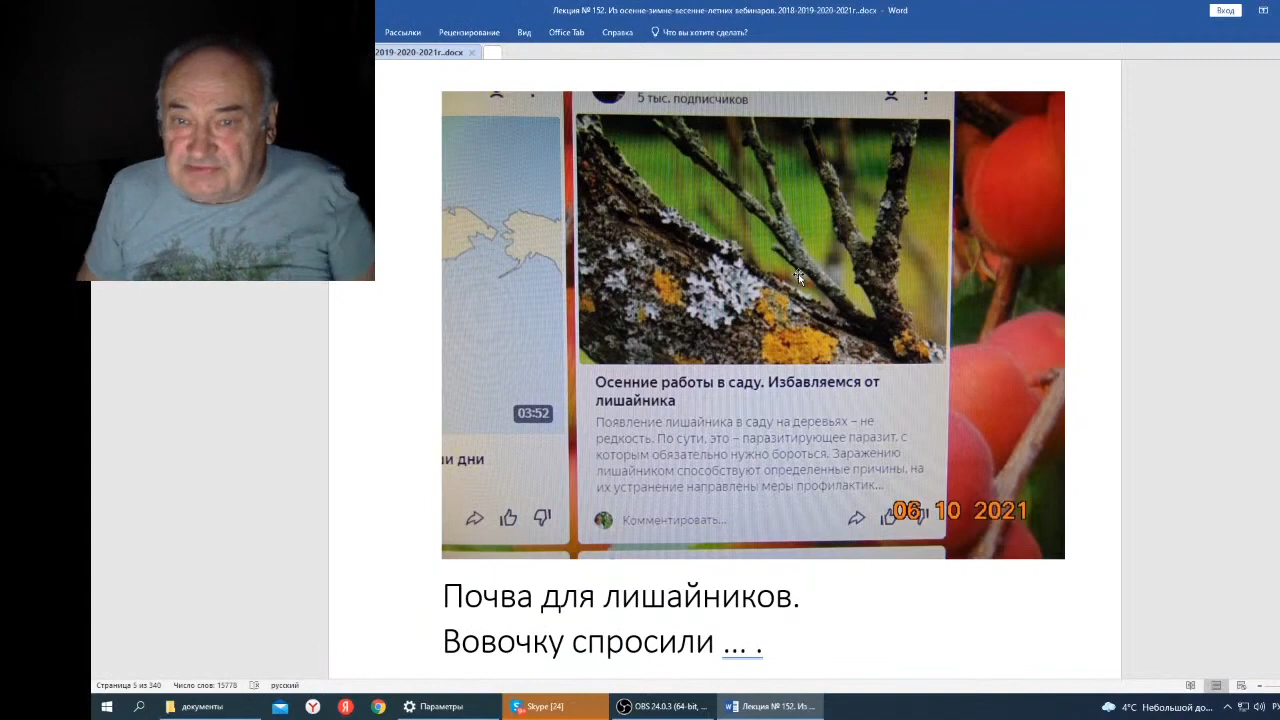 Лекция № 152. Из осенне-зимне-весенне-летних вебинаров. 2018-2019-2020-2021г..docx - Word
Вход
Рассылки Рецензирование Вид Office Tab Справка Что вы хотите сделать?
2019-2020-2021г..docx
5 тыс. подписчиков
03:52
Осенние работы в саду. Избавляемся от
лишайника
Появление лишайника в саду на деревьях – не
редкость. По сути, это – паразитирующее паразит, с
которым обязательно нужно бороться. Заражению
лишайником способствуют определенные причины, на
их устранение направлены меры профилактик...
дни
Комментировать...
06 10 2021
Почва для лишайников.
Вовочку спросили ... .
Страница 5 из 340 Число слов: 15778 русский
документы
Параметры
Skype [24]
OBS 24.0.3 (64-bit, ...
Лекция № 152. Из ...
4°C Небольшой до...